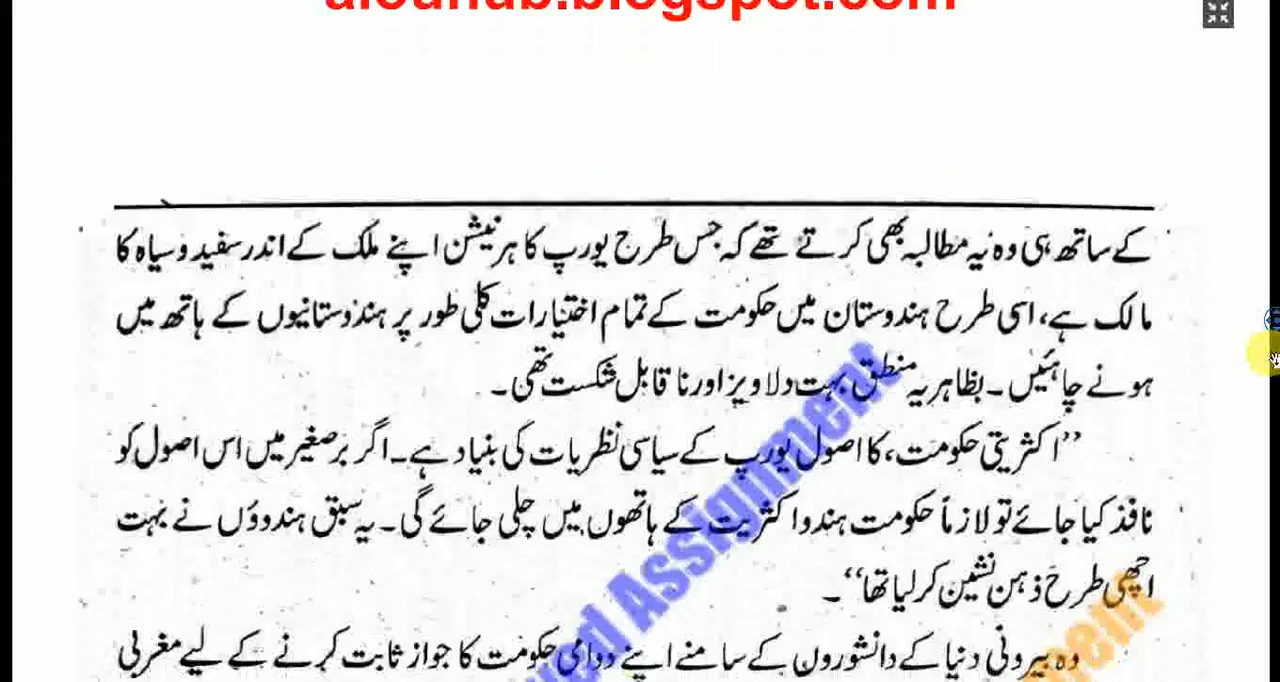 کے ساتھ ہی وہ یہ مطالبہ بھی کرتے تھے کہ جس طرح یورپ کا ہر نیشن اپنے ملک کے اندر سفید و سیاہ کا
مالک ہے، اسی طرح ہندوستان میں حکومت کے تمام اختیارات کلی طور پر ہندوستانیوں کے ہاتھ میں
ہونے چاہئیں۔ بظاہر یہ منطق بہت دلاویز اور ناقابل شکست تھی۔
”اکثریتی حکومت، کا اصول یورپ کے سیاسی نظریات کی بنیاد ہے۔ اگر برصغیر میں اس اصول کو
نافذ کیا جائے تو لازماً حکومت ہندو اکثریت کے ہاتھوں میں چلی جائے گی۔ یہ سبق ہندوؤں نے بہت
اچھی طرح ذہن نشین کر لیا تھا“۔
وہ بیرونی دنیا کے دانشوروں کے سامنے اپنے دوامی حکومت کا جواز ثابت کرنے کے لیے مغربی
Assignment